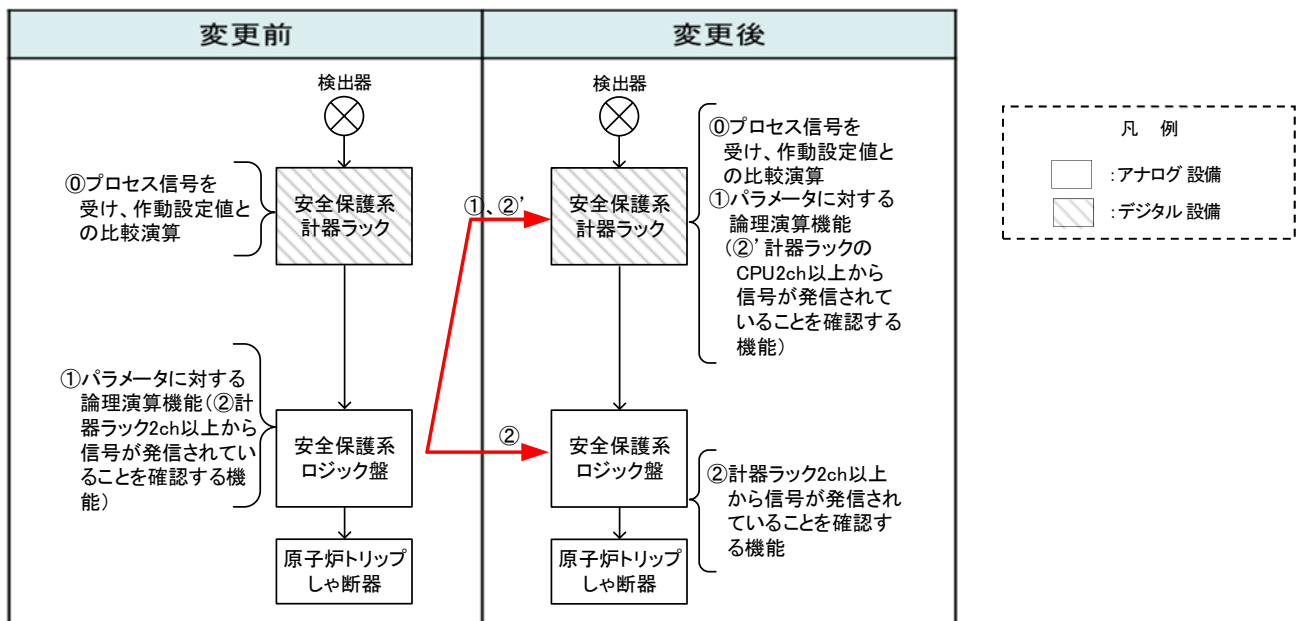 変更前
検出器
⓪プロセス信号を
受け、作動設定値と
の比較演算
安全保護系
計器ラック
①パラメータに対する
論理演算機能(②計
器ラック2ch以上から
信号が発信されてい
ることを確認する機
能)
安全保護系
ロジック盤
原子炉トリップ
しゃ断器
変更後
検出器
①、②’
安全保護系
計器ラック
⓪プロセス信号を
受け、作動設定値と
の比較演算
①パラメータに対する
論理演算機能
(②’計器ラックの
CPU2ch以上から
信号が発信されて
いることを確認する
機能)
②
安全保護系
ロジック盤
②計器ラック2ch以上
から信号が発信され
ていることを確認す
る機能
原子炉トリップ
しゃ断器
凡 例
:アナログ設備
:デジタル設備